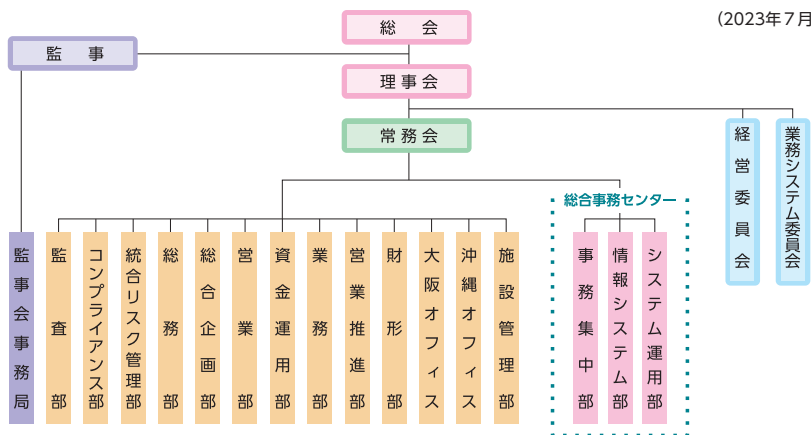 (2023年7月
総会
監事
理事会
常務会
経営委員会
業務システム委員会
総合事務センター
監事会事務局
監査部
コンプライアンス部
統合リスク管理部
総務部
総合企画部
営業部
資金運用部
業務部
営業推進部
財形部
大阪オフィス
沖縄オフィス
施設管理部
事務集中部
情報システム部
システム運用部